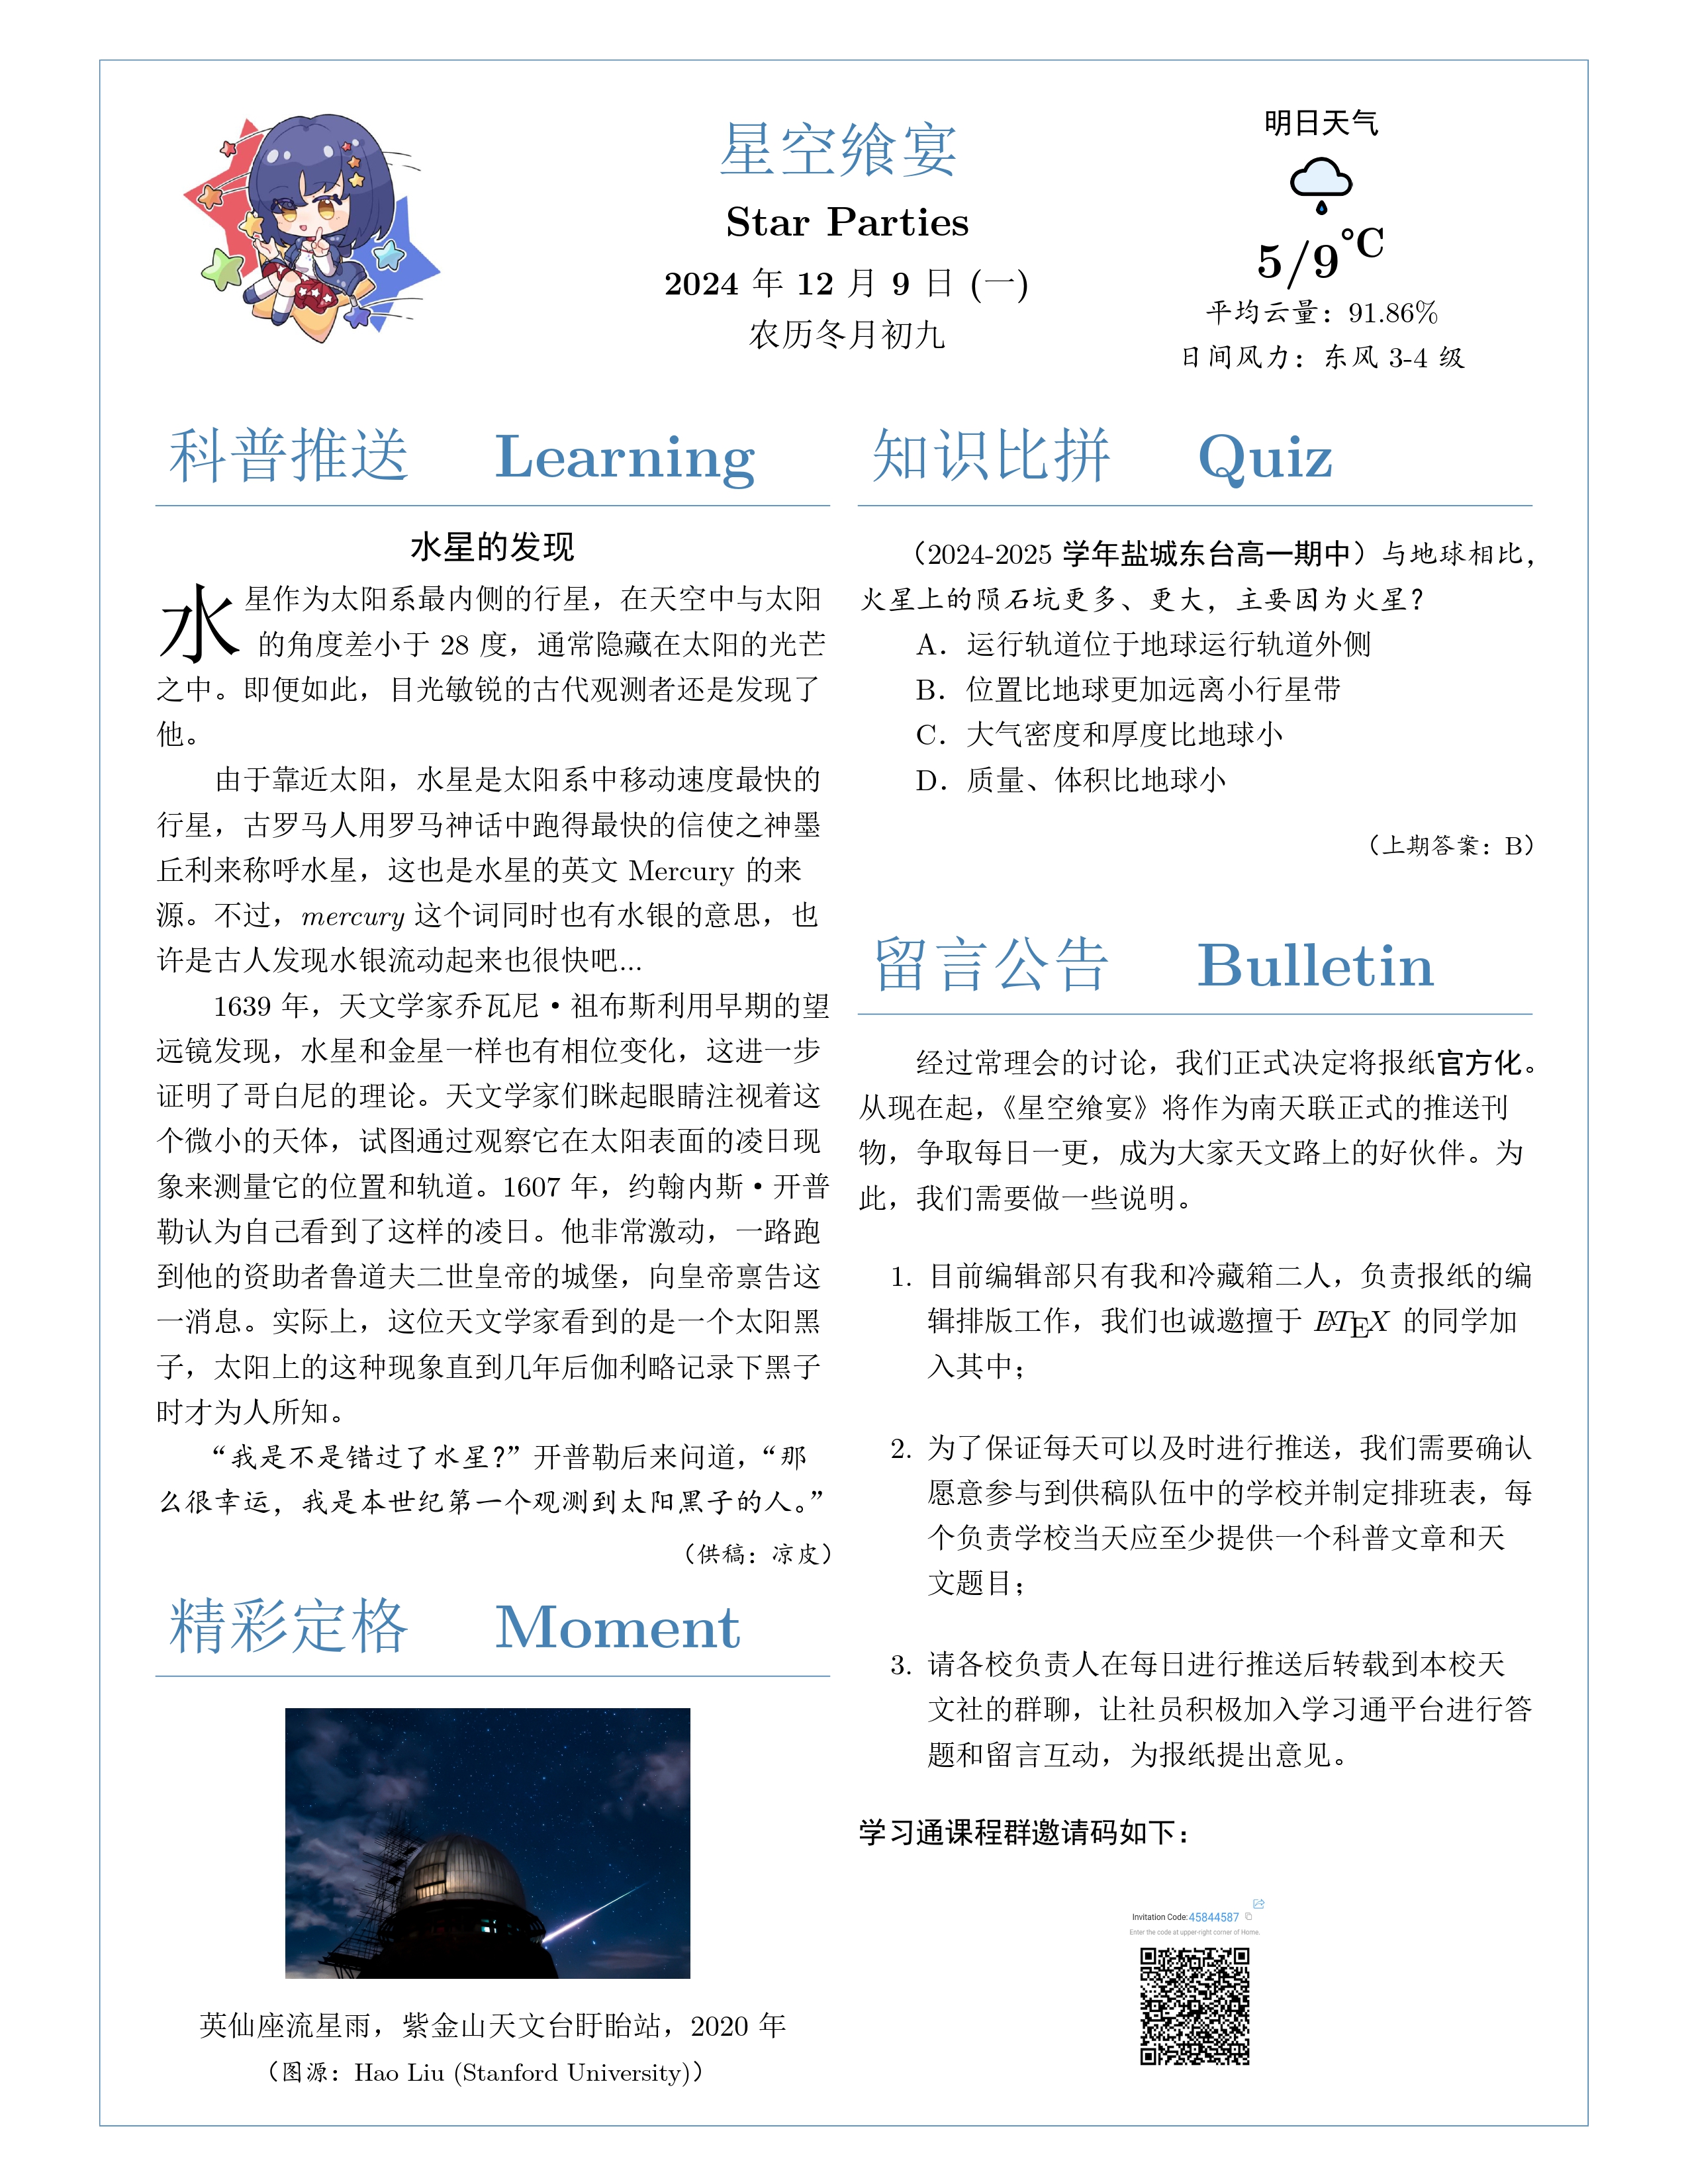 星空飨宴
Star Parties
2024 年 12 月 9 日 (一)
农历冬月初九
明日天气
5/9°C
平均云量：91.86%
日间风力：东风 3-4 级
科普推送 Learning
水星的发现
水星作为太阳系最内侧的行星，在天空中与太阳
的角度差小于 28 度，通常隐藏在太阳的光芒
之中。即便如此，目光敏锐的古代观测者还是发现了
他。
由于靠近太阳，水星是太阳系中移动速度最快的
行星，古罗马人用罗马神话中跑得最快的信使之神墨
丘利来称呼水星，这也是水星的英文 Mercury 的来
源。不过，mercury 这个词同时也有水银的意思，也
许是古人发现水银流动起来也很快吧...
1639 年，天文学家乔瓦尼·祖布斯利用早期的望
远镜发现，水星和金星一样也有相位变化，这进一步
证明了哥白尼的理论。天文学家们眯起眼睛注视着这
个微小的天体，试图通过观察它在太阳表面的凌日现
象来测量它的位置和轨道。1607 年，约翰内斯·开普
勒认为自己看到了这样的凌日。他非常激动，一路跑
到他的资助者鲁道夫二世皇帝的城堡，向皇帝禀告这
一消息。实际上，这位天文学家看到的是一个太阳黑
子，太阳上的这种现象直到几年后伽利略记录下黑子
时才为人所知。
“我是不是错过了水星？”开普勒后来问道，“那
么很幸运，我是本世纪第一个观测到太阳黑子的人。”
（供稿：凉皮）
精彩定格 Moment
英仙座流星雨，紫金山天文台盱眙站，2020 年
（图源：Hao Liu (Stanford University)）
知识比拼 Quiz
（2024-2025 学年盐城东台高一期中）与地球相比，
火星上的陨石坑更多、更大，主要因为火星？
A．运行轨道位于地球运行轨道外侧
B．位置比地球更加远离小行星带
C．大气密度和厚度比地球小
D．质量、体积比地球小
（上期答案：B）
留言公告 Bulletin
经过常理会的讨论，我们正式决定将报纸官方化。
从现在起，《星空飨宴》将作为南天联正式的推送刊
物，争取每日一更，成为大家天文路上的好伙伴。为
此，我们需要做一些说明。
1. 目前编辑部只有我和冷藏箱二人，负责报纸的编
辑排版工作，我们也诚邀擅于 LATEX 的同学加
入其中；
2. 为了保证每天可以及时进行推送，我们需要确认
愿意参与到供稿队伍中的学校并制定排班表，每
个负责学校当天应至少提供一个科普文章和天
文题目；
3. 请各校负责人在每日进行推送后转载到本校天
文社的群聊，让社员积极加入学习通平台进行答
题和留言互动，为报纸提出意见。
学习通课程群邀请码如下：
Invitation Code:45844587
Enter the code at upper-right corner of Home.